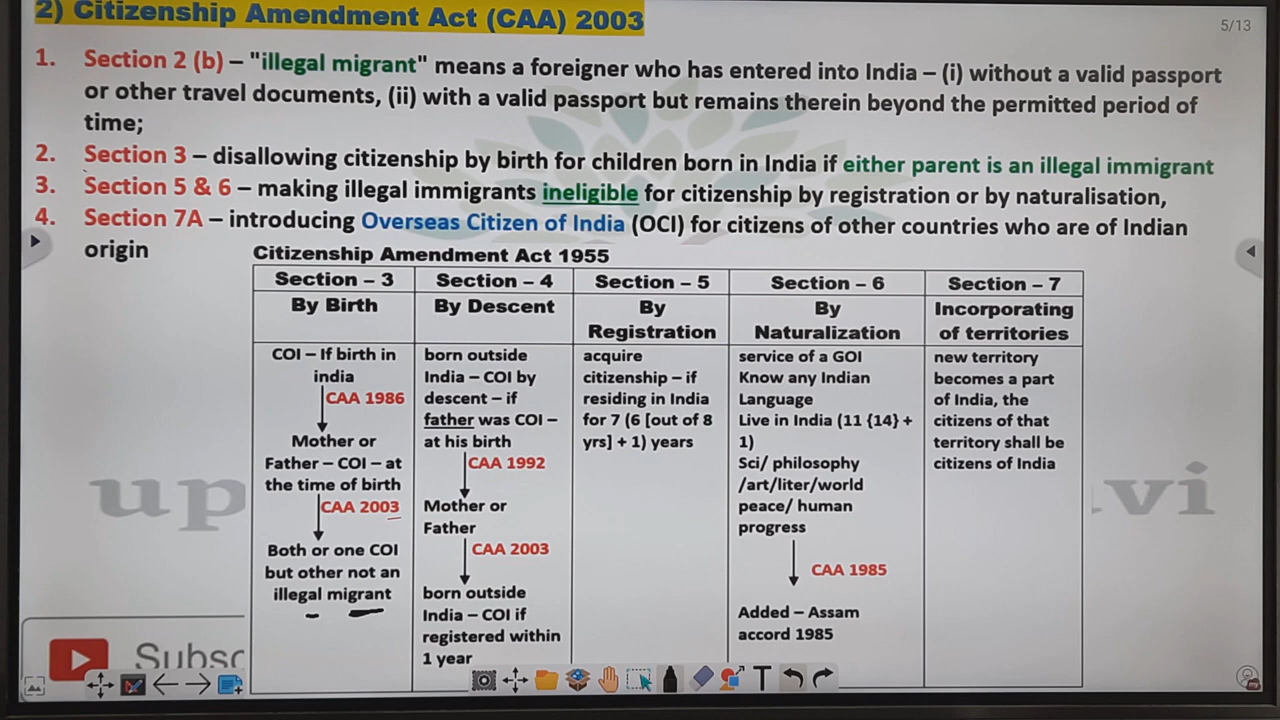 2) Citizenship Amendment Act (CAA) 2003
5/13
1. Section 2 (b) – "illegal migrant" means a foreigner who has entered into India – (i) without a valid passport
or other travel documents, (ii) with a valid passport but remains therein beyond the permitted period of
time;
2. Section 3 – disallowing citizenship by birth for children born in India if either parent is an illegal immigrant
3. Section 5 & 6 – making illegal immigrants ineligible for citizenship by registration or by naturalisation,
4. Section 7A – introducing Overseas Citizen of India (OCI) for citizens of other countries who are of Indian
origin
Citizenship Amendment Act 1955
Section – 3
By Birth
COI – If birth in
india
CAA 1986
Mother or
Father – COI – at
the time of birth
CAA 2003
Both or one COI
but other not an
illegal migrant
Section – 4
By Descent
born outside
India – COI by
descent – if
father was COI –
at his birth
CAA 1992
Mother or
Father
CAA 2003
born outside
India – COI if
registered within
1 year
Section – 5
By
Registration
acquire
citizenship – if
residing in India
for 7 (6 [out of 8
yrs] + 1) years
Section – 6
By
Naturalization
service of a GOI
Know any Indian
Language
Live in India (11 {14} +
1)
Sci/ philosophy
/art/liter/world
peace/ human
progress
CAA 1985
Added – Assam
accord 1985
Section – 7
Incorporating
of territories
new territory
becomes a part
of India, the
citizens of that
territory shall be
citizens of India
up
avi
Subsc
T